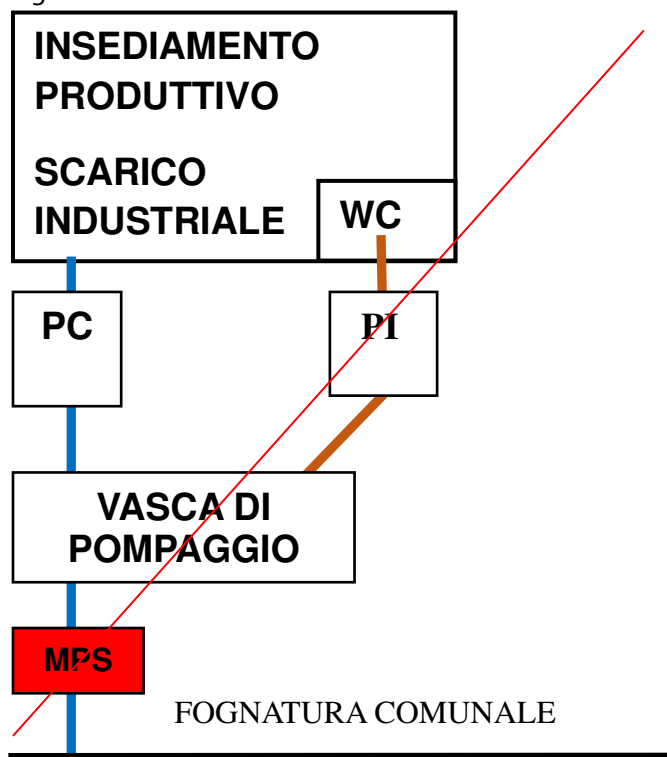 INSEDIAMENTO
PRODUTTIVO
SCARICO
INDUSTRIALE
WC
PC
PI
VASCA DI
POMPAGGIO
MPS
FOGNATURA COMUNALE